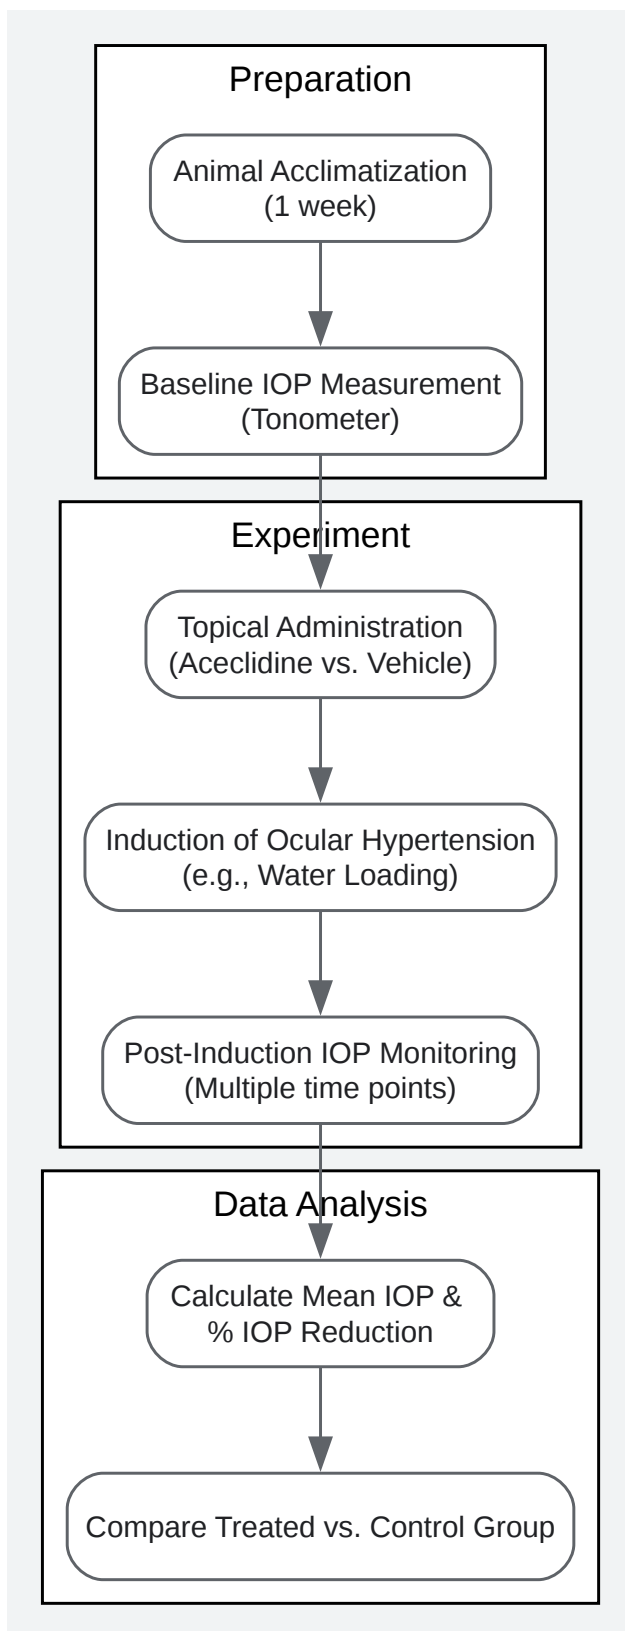 Preparation
Animal Acclimatization
(1 week)
Baseline IOP Measurement
(Tonometer)
Experiment
Topical Administration
(Aceclidine vs. Vehicle)
Induction of Ocular Hypertension
(e.g., Water Loading)
Post-Induction IOP Monitoring
(Multiple time points)
Data Analysis
Calculate Mean IOP &
% IOP Reduction
Compare Treated vs. Control Group